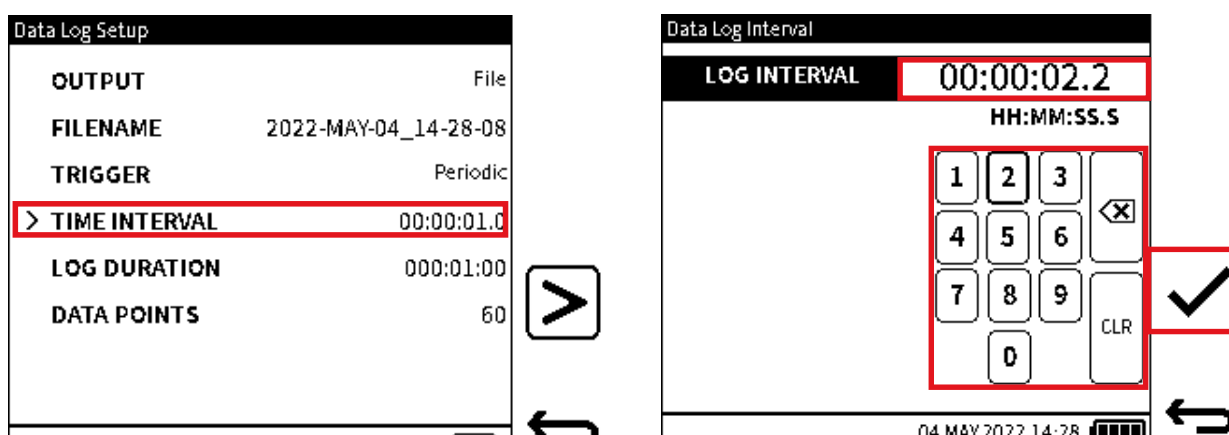 Data Log Setup
OUTPUT File
FILENAME 2022-MAY-04_14-28-08
TRIGGER Periodic
> TIME INTERVAL 00:00:01.0
LOG DURATION 000:01:00
DATA POINTS 60
Data Log Interval
LOG INTERVAL 00:00:02.2
HH:MM:SS.S
1 2 3
4 5 6
7 8 9
CLR
0
04 MAY 2022 14:28